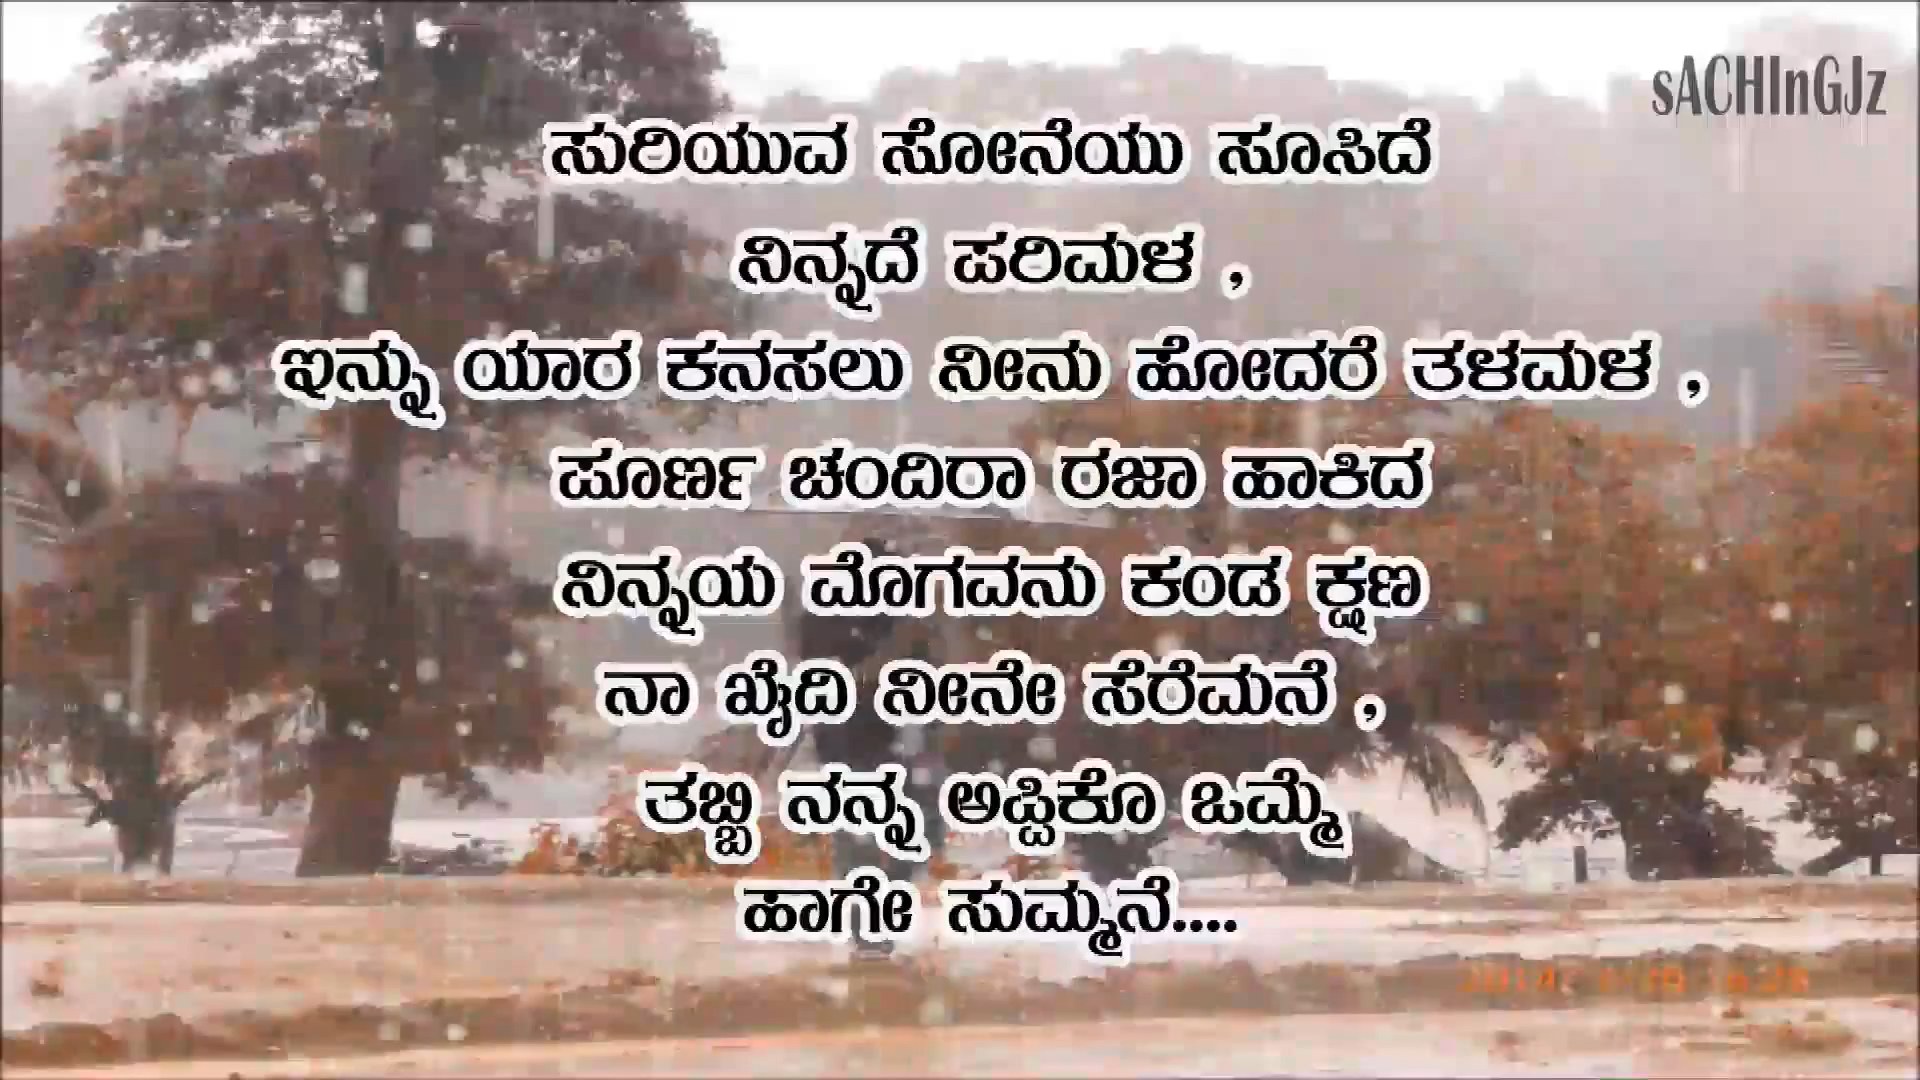 sACHInGJz
ಸುರಿಯುವ ಸೋನೆಯು ಸೂಸಿದೆ
ನಿನ್ನದೆ ಪರಿಮಳ ,
ಇನ್ನು ಯಾರ ಕನಸಲು ನೀನು ಹೋದರೆ ತಳಮಳ ,
ಪೂರ್ಣ ಚಂದಿರಾ ರಜಾ ಹಾಕಿದ
ನಿನ್ನಯ ಮೊಗವನು ಕಂಡ ಕ್ಷಣ
ನಾ ಖೈದಿ ನೀನೇ ಸೆರೆಮನೆ ,
ತಬ್ಬಿ ನನ್ನ ಅಪ್ಪಿಕೊ ಒಮ್ಮೆ
ಹಾಗೇ ಸುಮ್ಮನೆ....